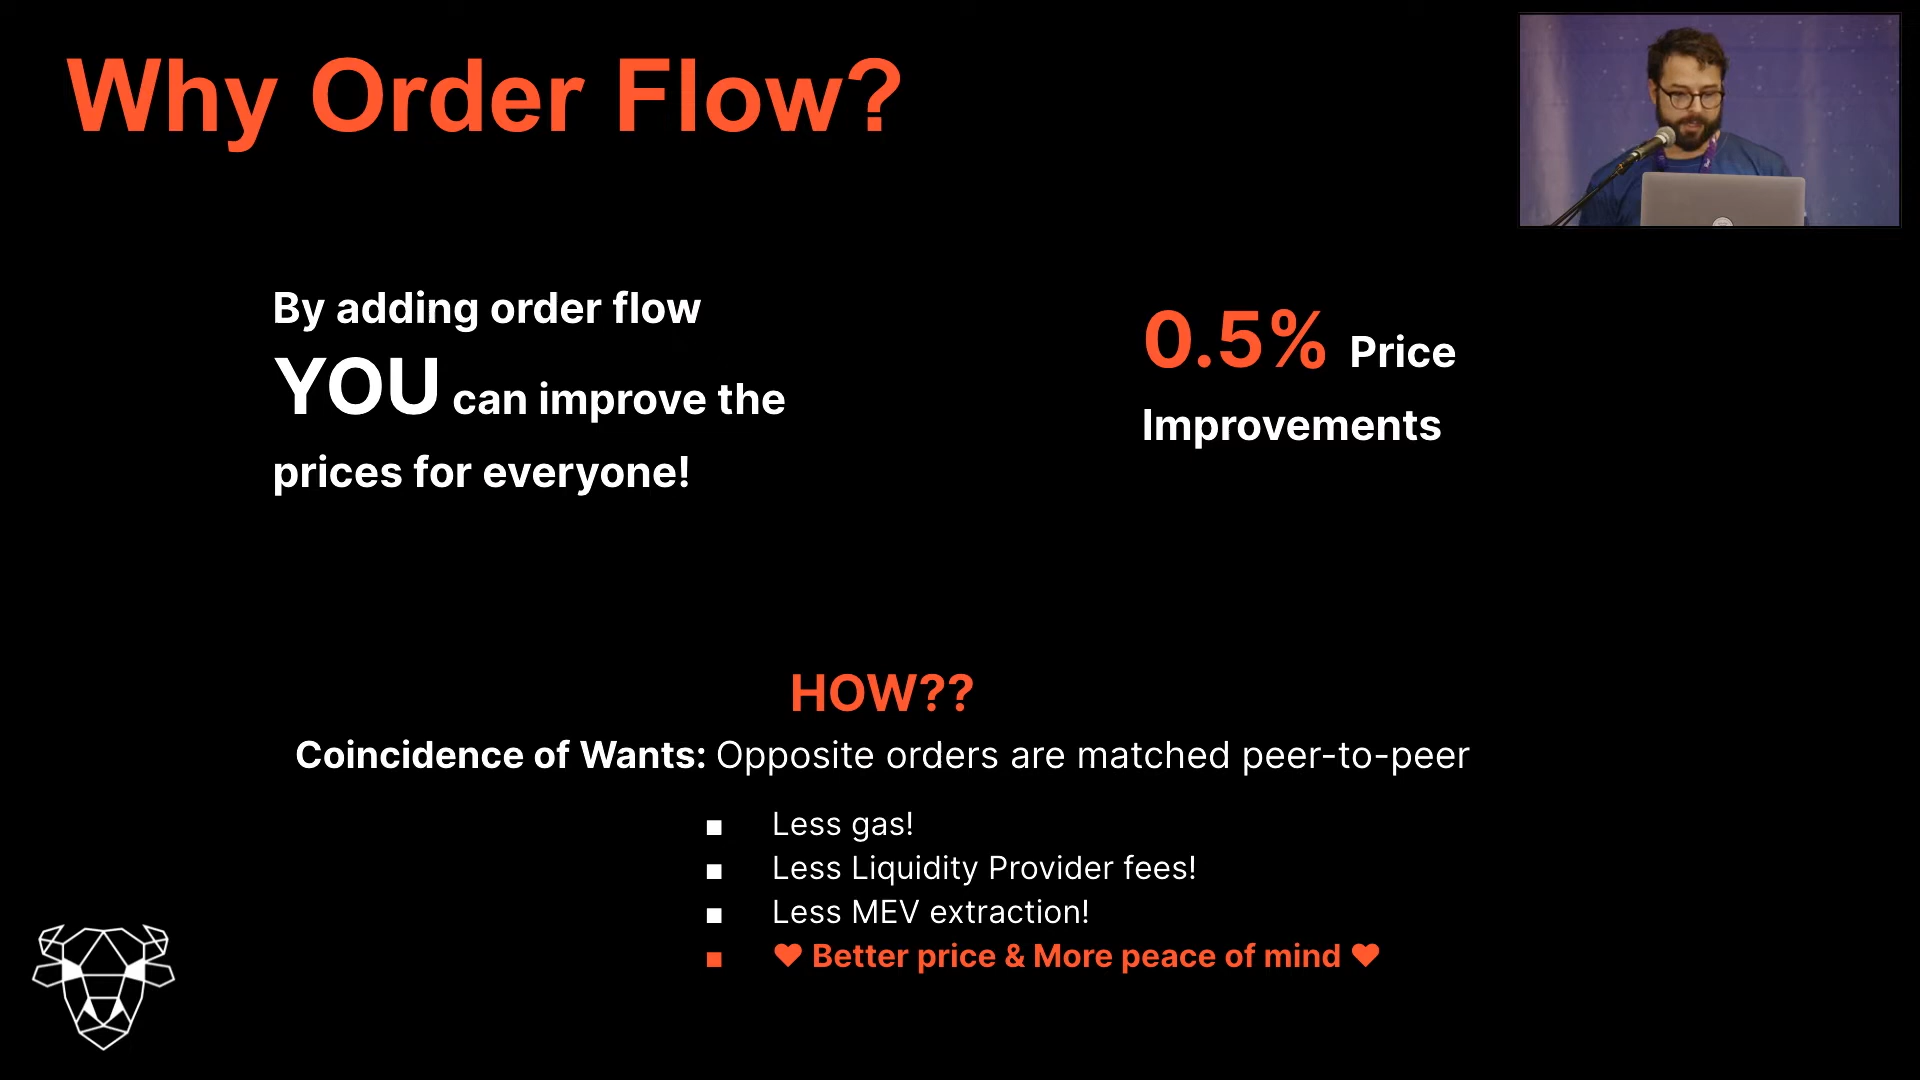 Why Order Flow?
By adding order flow
YOU can improve the
prices for everyone!
0.5% Price
Improvements
HOW??
Coincidence of Wants: Opposite orders are matched peer-to-peer
▪ Less gas!
▪ Less Liquidity Provider fees!
▪ Less MEV extraction!
▪ ♥ Better price & More peace of mind ♥